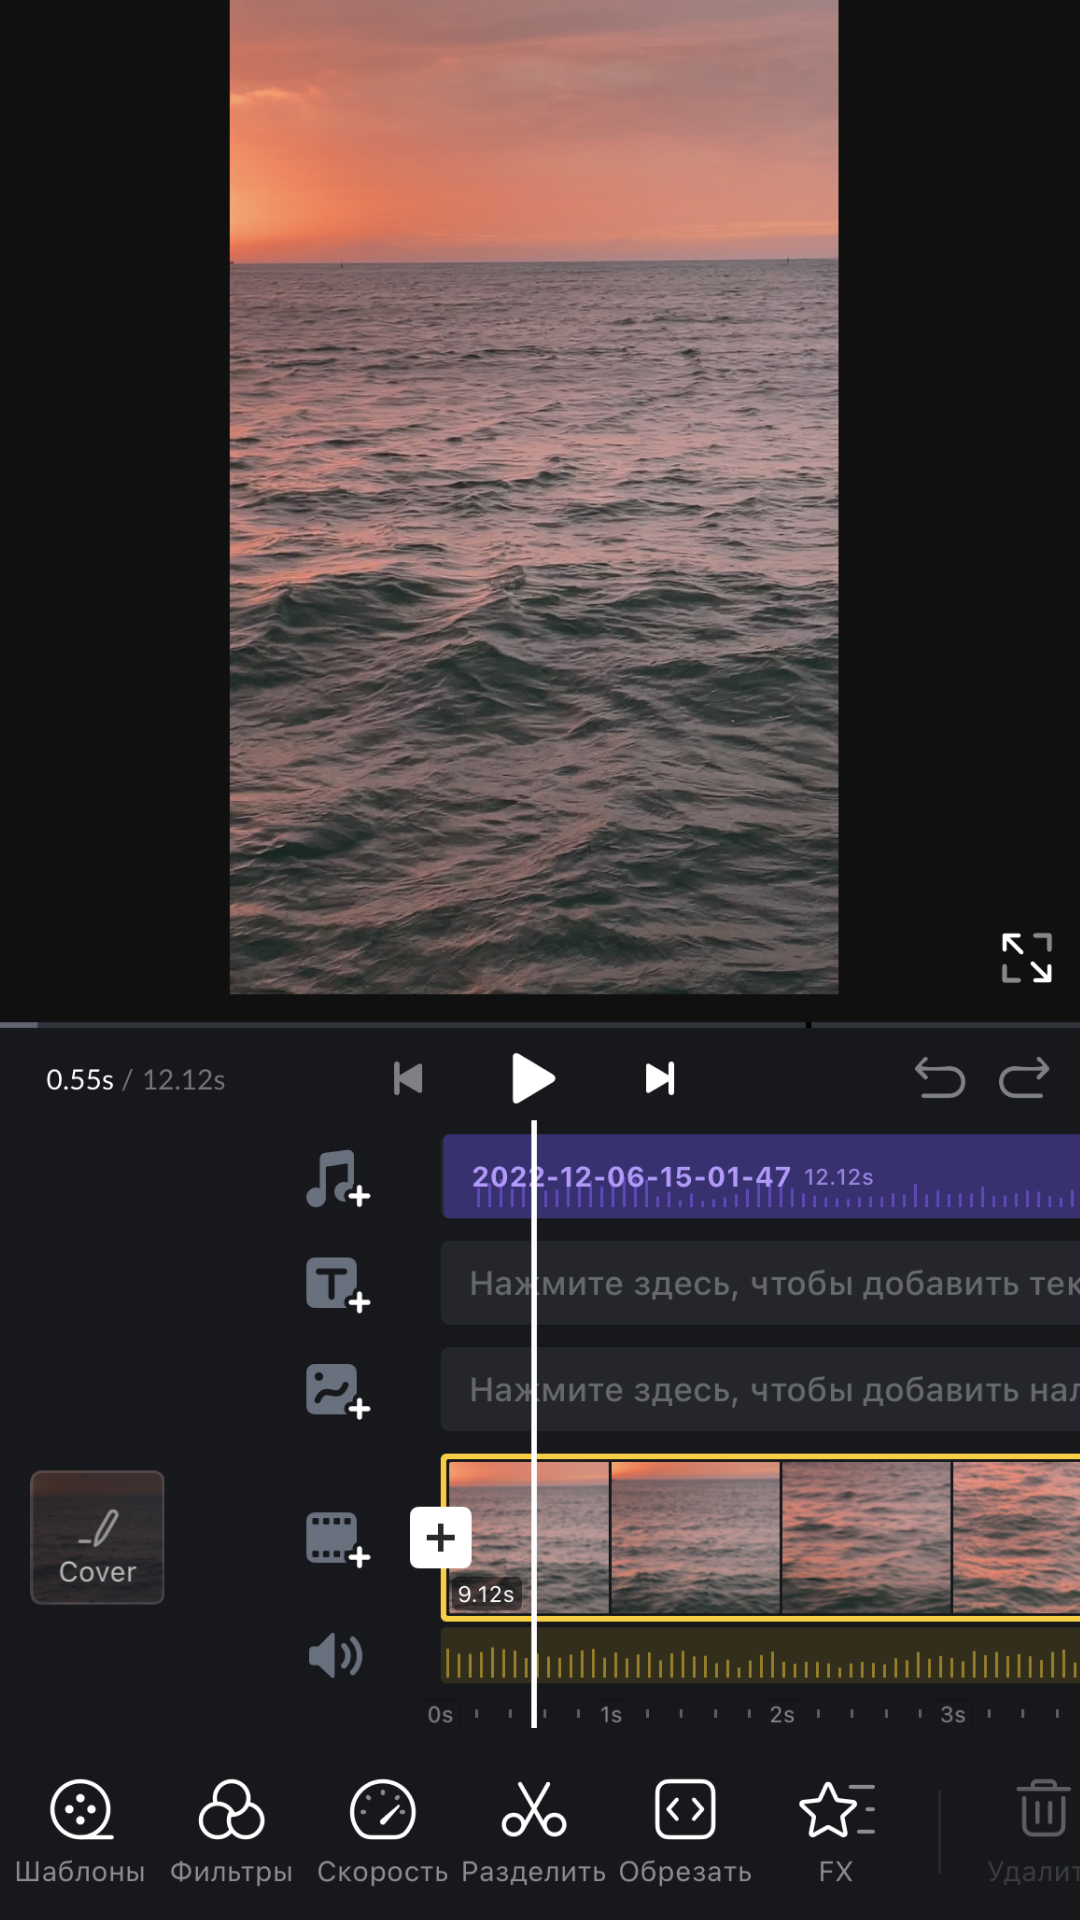 0.55s / 12.12s
2022-12-06-15-01-47 12.12s
Нажмите здесь, чтобы добавить тек
Нажмите здесь, чтобы добавить нал
Cover
9.12s
0s 1s 2s 3s
Шаблоны Фильтры Скорость Разделить Обрезать FX Удалит